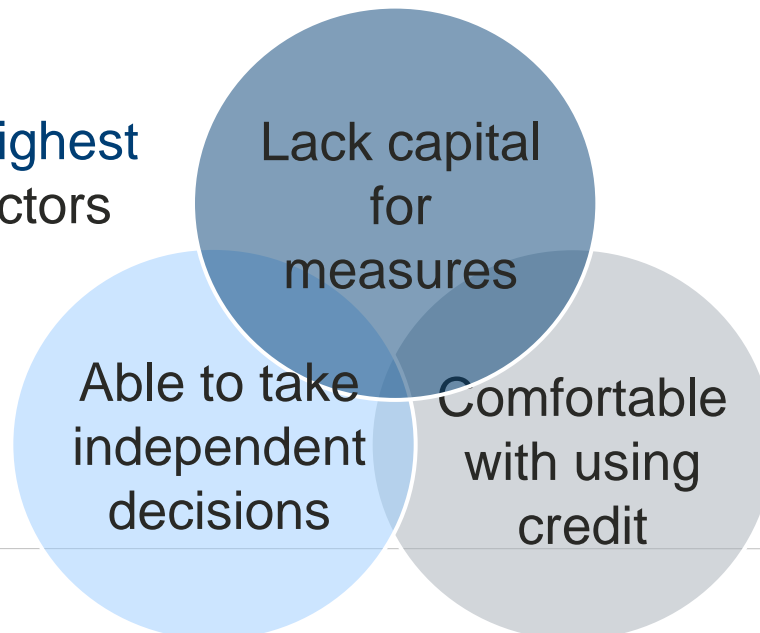 ighest
ctors
Lack capital
for
measures
Able to take
independent
decisions
Comfortable
with using
credit